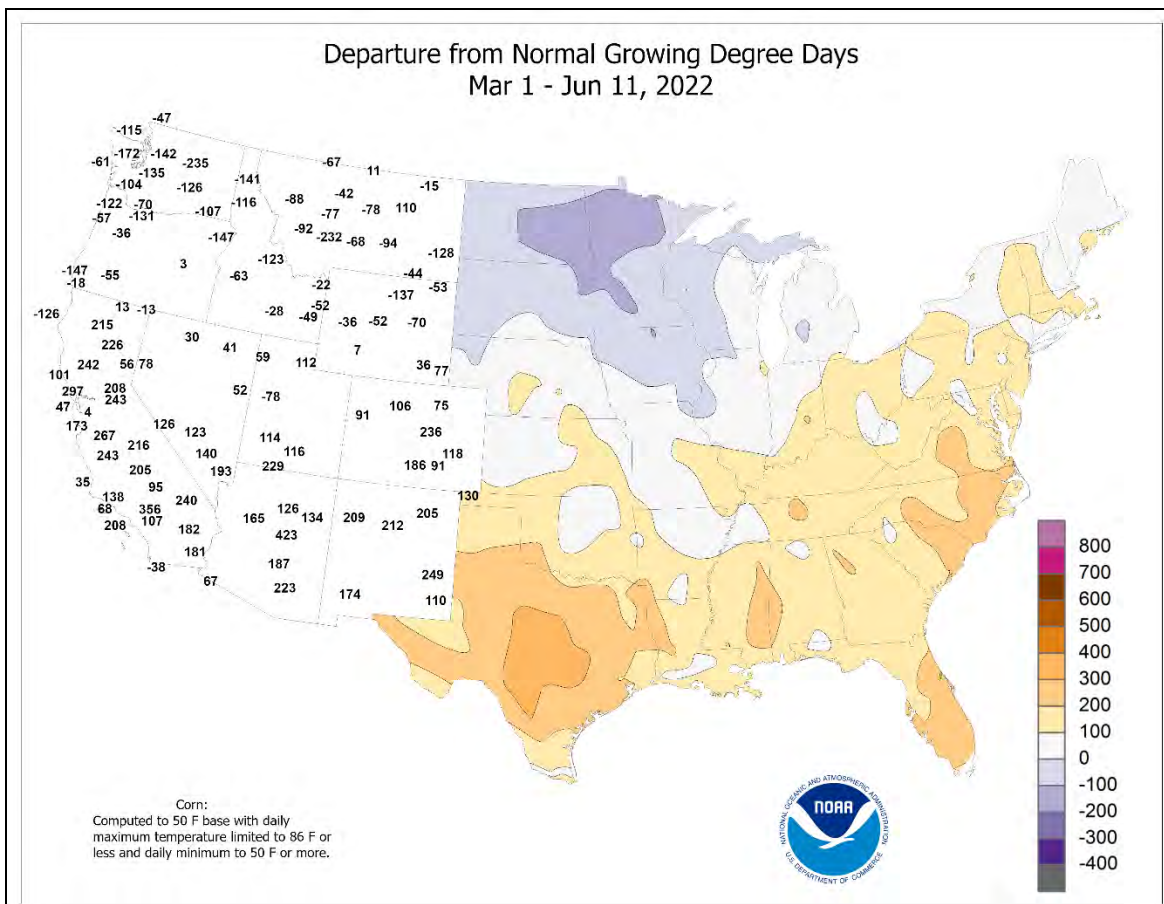 Departure from Normal Growing Degree Days
Mar 1 - Jun 11, 2022
-47
-115
-172 -142
-61 -235
-135
-67 11
-15
-104 -126 -141
-88 -42
-122 -70 -116
-77 -78 110
-57 -131 -107
-92 -232 -68 -94
-36 -147
-128
-123
3
-147 -55 -63 -44
-18 -22 -137 -53
-126 13 -13 -28 -52
-49 -36 -52 -70
215
226 30 41 7
242 56 78 59 112 36 77
101
297 208 52 -78
47 243 106 75
4 91
173 126 123 236
267 216 114
243 140 116 118
205 193 229 186 91
35 95
138 356 240 130
68 107 126
208 182 165 134 209 212 205
423
181
-38 187
67 223 174 249
110
800
700
600
500
400
300
200
100
0
-100
-200
-300
-400
Corn:
Computed to 50 F base with daily
maximum temperature limited to 86 F or
less and daily minimum to 50 F or more.
NATIONAL OCEANIC AND ATMOSPHERIC ADMINISTRATION
NOAA
U.S. DEPARTMENT OF COMMERCE